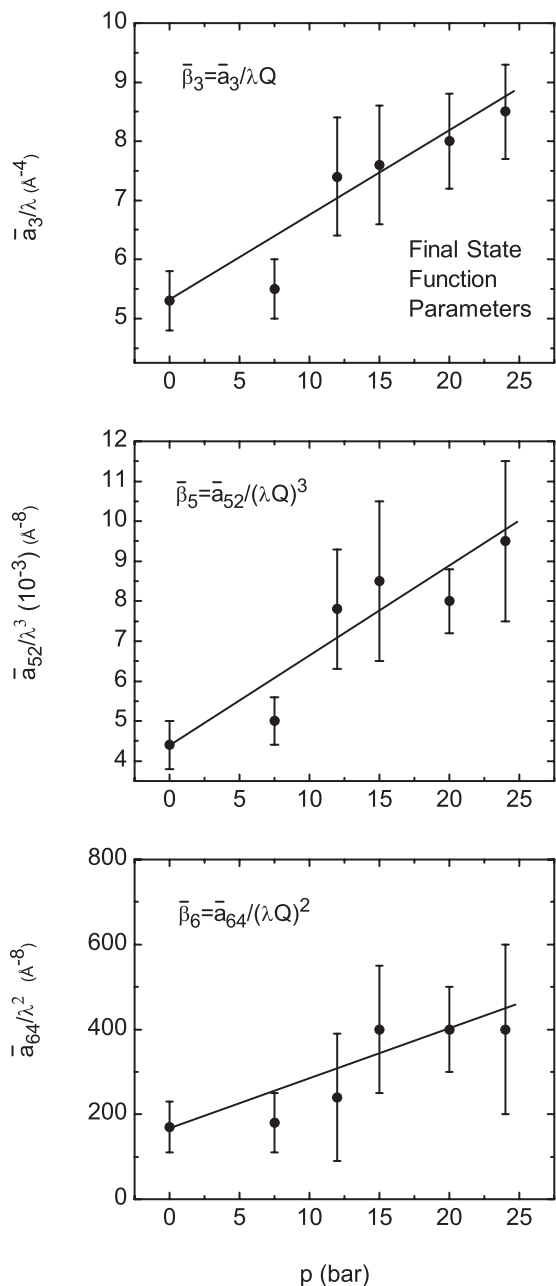 10
β̄₃=ā₃/λQ
9
8
7
6
5
ā₃/λ (Å⁻⁴)
Final State
Function
Parameters
0 5 10 15 20 25
12
β̄₅=ā₅₂/(λQ)³
11
10
9
8
7
6
5
4
ā₅₂/λ³ (10⁻³) (Å⁻⁸)
0 5 10 15 20 25
800
β̄₆=ā₆₄/(λQ)²
600
400
200
0
ā₆₄/λ² (Å⁻⁸)
0 5 10 15 20 25
p (bar)